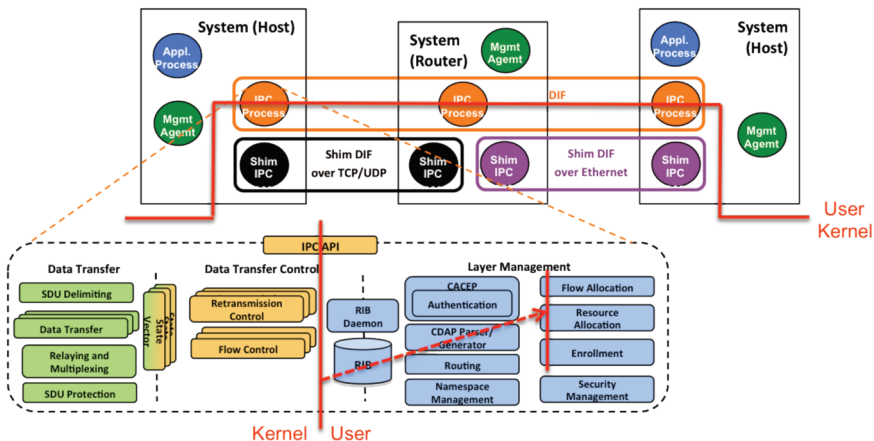 System (Host)
System
(Router)
System
(Host)
Appl.
Process
Mgmt
Agemt
Mgmt
Agemt
Appl.
Process
Mgmt
Agemt
IPC
Process
IPC
Process
DIF
IPC
Process
Shim
IPC
Shim DIF
over TCP/UDP
Shim
IPC
Shim
IPC
Shim DIF
over Ethernet
Shim
IPC
User
Kernel
IPC API
Data Transfer
Data Transfer Control
Layer Management
SDU Delimiting
Data Transfer
Relaying and
Multiplexing
SDU Protection
State
Vector
Retransmission
Control
Flow Control
RIB
Daemon
RIB
CACEP
Authentication
CDAP Parser/
Generator
Routing
Namespace
Management
Flow Allocation
Resource
Allocation
Enrollment
Security
Management
Kernel
User